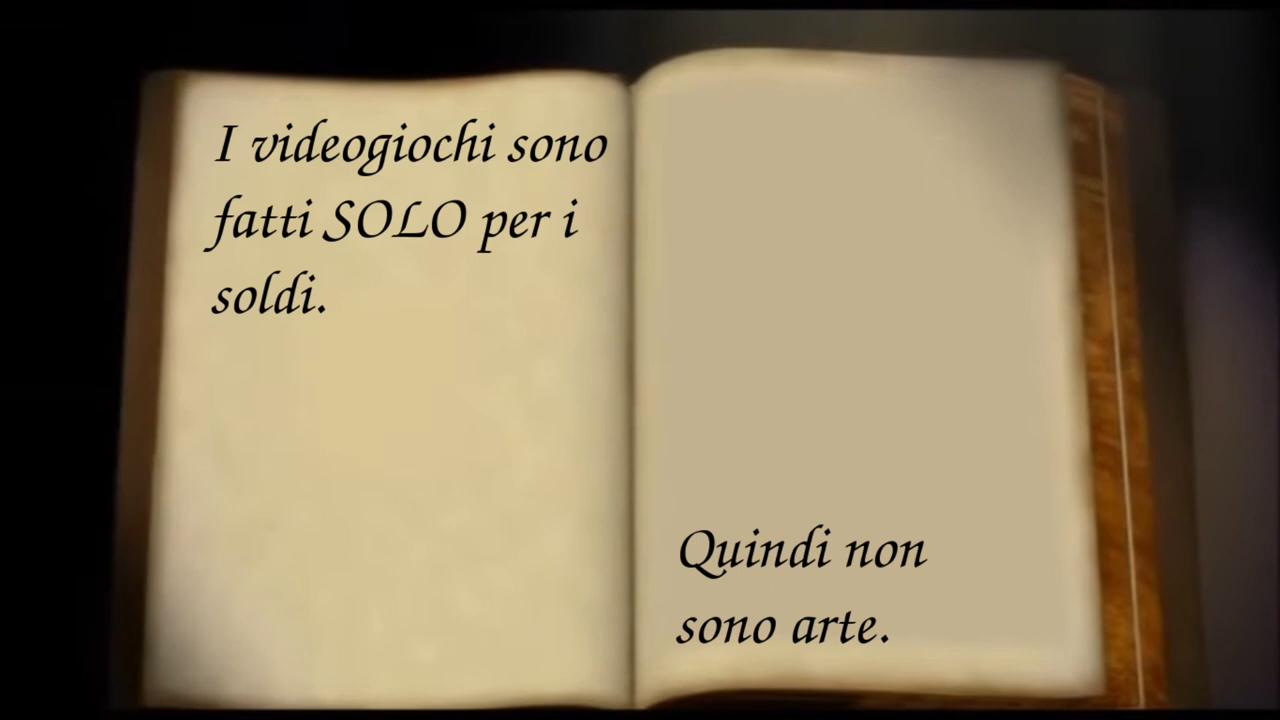 I videogiochi sono
fatti SOLO per i
soldi.
Quindi non
sono arte.